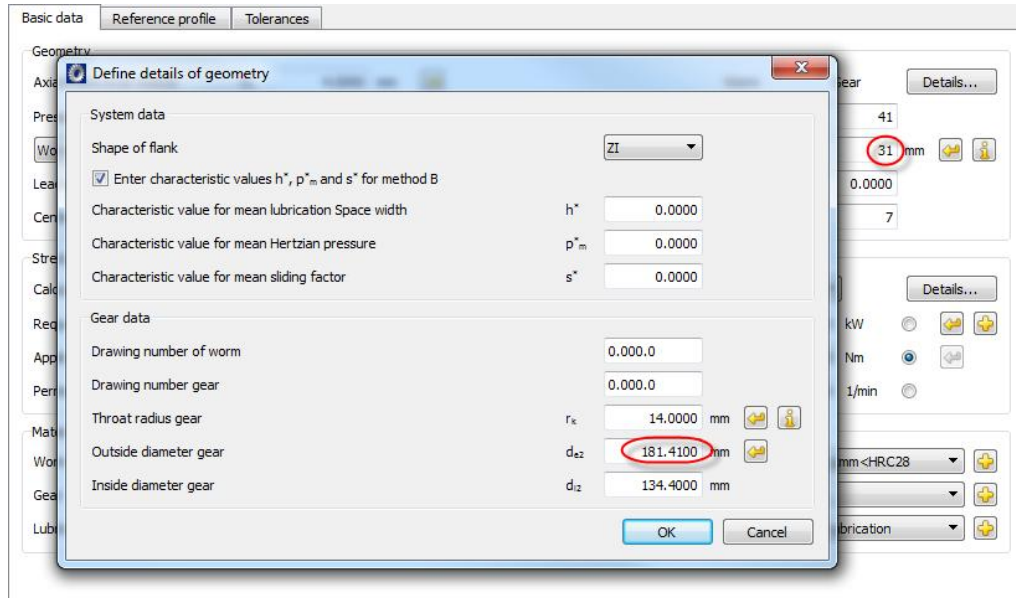 Basic data Reference profile Tolerances
Geometry
Define details of geometry
Details...
System data
41
Shape of flank ZI
31 mm
Enter characteristic values h*, p*m and s* for method B
0.0000
Characteristic value for mean lubrication Space width h* 0.0000
7
Characteristic value for mean Hertzian pressure p*m 0.0000
Characteristic value for mean sliding factor s* 0.0000
Details...
Gear data
kW
Drawing number of worm 0.000.0
Nm
Drawing number gear 0.000.0
1/min
Throat radius gear rk 14.0000 mm
Outside diameter gear de2 181.4100 mm
mm<HRC28
Inside diameter gear di2 134.4000 mm
OK Cancel